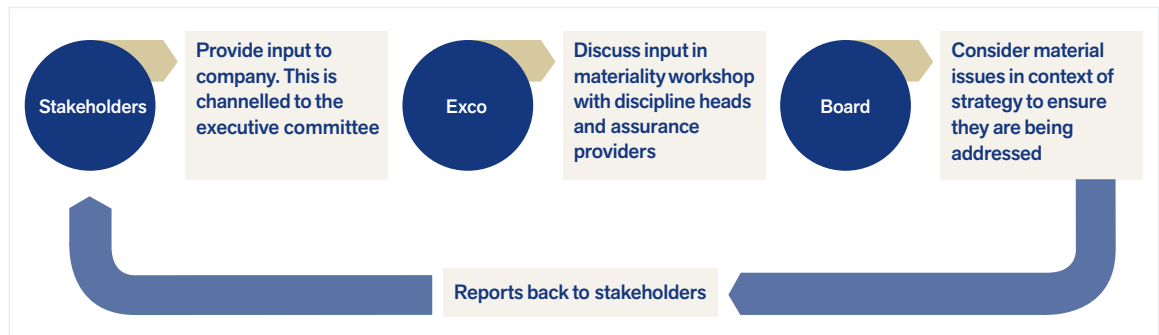 Stakeholders
Provide input to
company. This is
channelled to the
executive committee
Exco
Discuss input in
materiality workshop
with discipline heads
and assurance
providers
Board
Consider material
issues in context of
strategy to ensure
they are being
addressed
Reports back to stakeholders